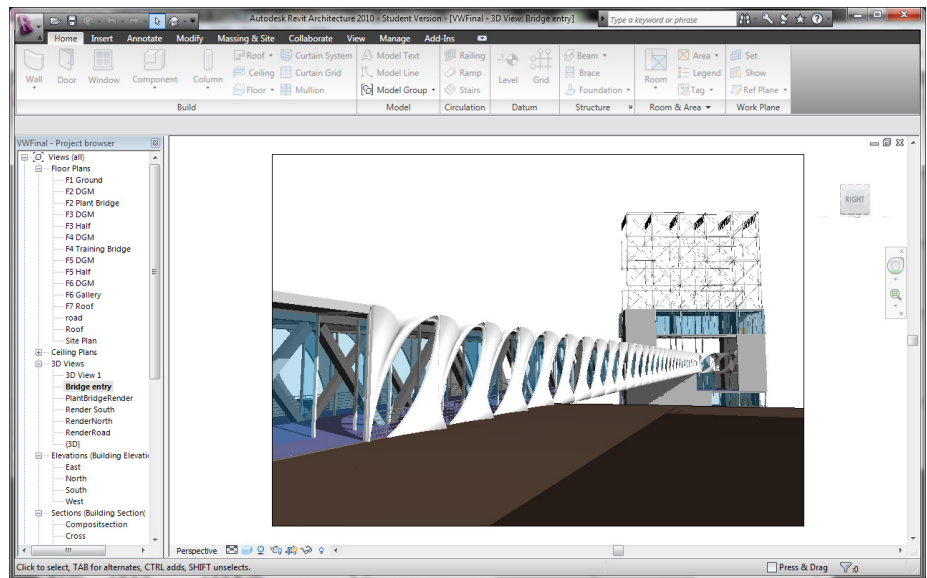 Autodesk Revit Architecture 2010 - Student Version - [VWFinal - 3D View: Bridge entry]
Type a keyword or phrase
Home Insert Annotate Modify Massing & Site Collaborate View Manage Add-Ins
Wall Door Window Component Column
Roof Curtain System
Ceiling Curtain Grid
Floor Mullion
Build
Model Text
Model Line
Model Group
Model
Railing
Ramp
Stairs
Circulation
Level Grid
Datum
Beam
Brace
Foundation
Structure
Room
Area
Legend
Tag
Room & Area
Set
Show
Ref Plane
Work Plane
VWFinal - Project browser
Views (all)
Floor Plans
F1 Ground
F2 DGM
F2 Plant Bridge
F3 DGM
F3 Half
F4 DGM
F4 Training Bridge
F5 DGM
F5 Half
F6 DGM
F6 Gallery
F7 Roof
road
Roof
Site Plan
Ceiling Plans
3D Views
3D View 1
Bridge entry
PlantBridgeRender
Render South
RenderNorth
RenderRoad
{3D}
Elevations (Building Elevati
East
North
South
West
Sections (Building Section(
Compositsection
Cross
RIGHT
Perspective
Click to select, TAB for alternates, CTRL adds, SHIFT unselects.
Press & Drag
:0